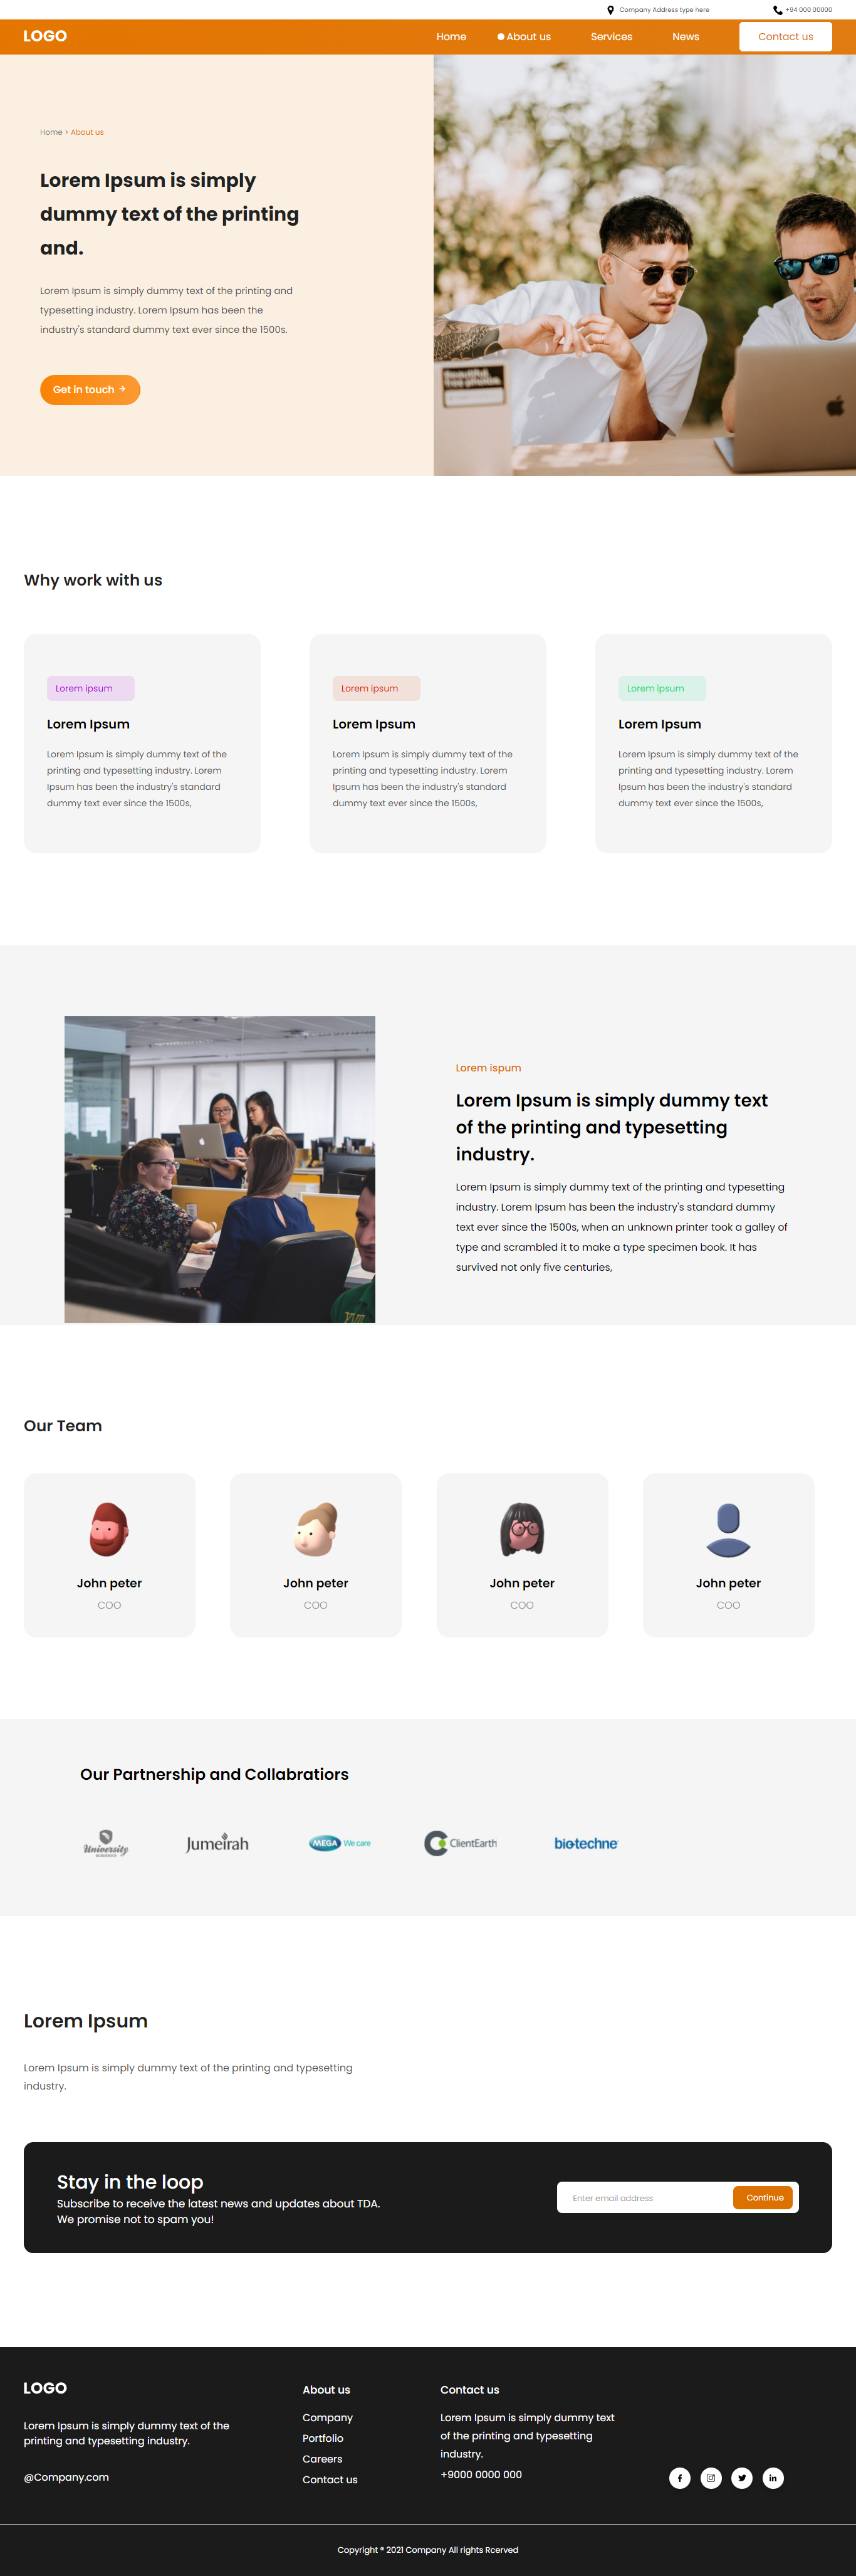 Company Address type here
+94 000 00000
LOGO
Home
About us
Services
News
Contact us
Home > About us
Lorem Ipsum is simply
dummy text of the printing
and.
Lorem Ipsum is simply dummy text of the printing and
typesetting industry. Lorem Ipsum has been the
industry's standard dummy text ever since the 1500s.
Get in touch
Beautiful,
free photos.
Why work with us
Lorem ipsum
Lorem Ipsum
Lorem Ipsum is simply dummy text of the
printing and typesetting industry. Lorem
Ipsum has been the industry's standard
dummy text ever since the 1500s,
Lorem ipsum
Lorem Ipsum
Lorem Ipsum is simply dummy text of the
printing and typesetting industry. Lorem
Ipsum has been the industry's standard
dummy text ever since the 1500s,
Lorem ipsum
Lorem Ipsum
Lorem Ipsum is simply dummy text of the
printing and typesetting industry. Lorem
Ipsum has been the industry's standard
dummy text ever since the 1500s,
Lorem ispum
Lorem Ipsum is simply dummy text
of the printing and typesetting
industry.
Lorem Ipsum is simply dummy text of the printing and typesetting
industry. Lorem Ipsum has been the industry's standard dummy
text ever since the 1500s, when an unknown printer took a galley of
type and scrambled it to make a type specimen book. It has
survived not only five centuries,
Our Team
John peter
COO
John peter
COO
John peter
COO
John peter
COO
Our Partnership and Collabratiors
University
Jumeirah
MEGA We care
ClientEarth
bio-techne
Lorem Ipsum
Lorem Ipsum is simply dummy text of the printing and typesetting
industry.
Stay in the loop
Subscribe to receive the latest news and updates about TDA.
We promise not to spam you!
Enter email address
Continue
LOGO
Lorem Ipsum is simply dummy text of the
printing and typesetting industry.
@Company.com
About us
Company
Portfolio
Careers
Contact us
Contact us
Lorem Ipsum is simply dummy text
of the printing and typesetting
industry.
+9000 0000 000
Copyright ® 2021 Company All rights Rcerved